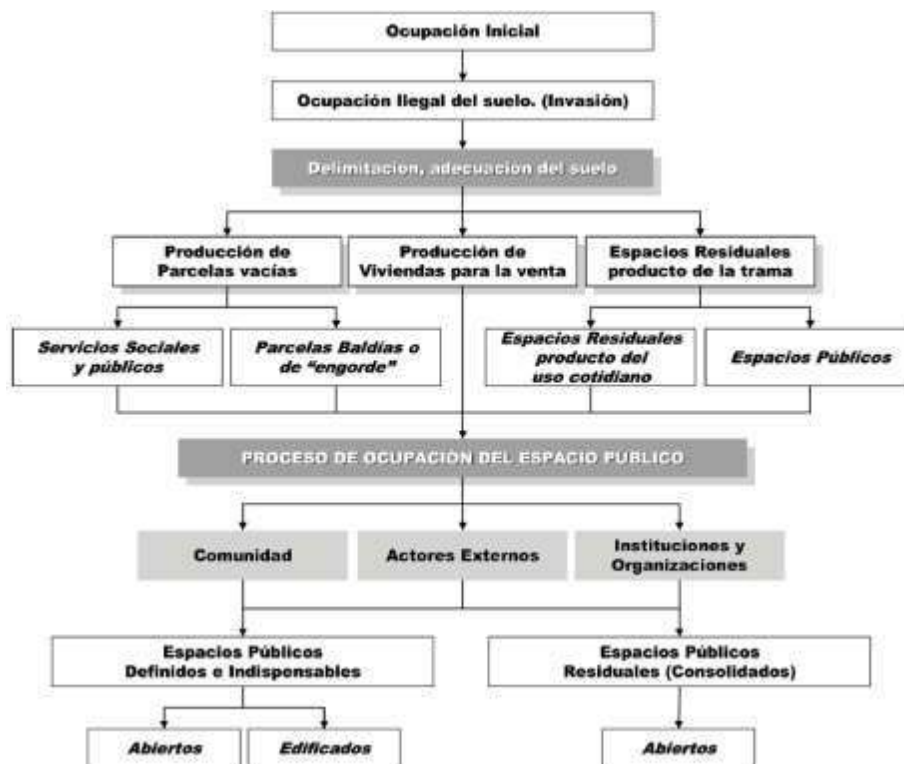 Ocupación Inicial
Ocupación Ilegal del suelo. (Invasión)
Delimitacion, adecuacion del suelo
Producción de
Parcelas vacías
Producción de
Viviendas para la venta
Espacios Residuales
producto de la trama
Servicios Sociales
y públicos
Parcelas Baldías o
de "engorde"
Espacios Residuales
producto del
uso cotidiano
Espacios Públicos
PROCESO DE OCUPACIÓN DEL ESPACIO PUBLICO
Comunidad
Actores Externos
Instituciones y
Organizaciones
Espacios Públicos
Definidos e Indispensables
Espacios Públicos
Residuales (Consolidados)
Abiertos
Edificados
Abiertos